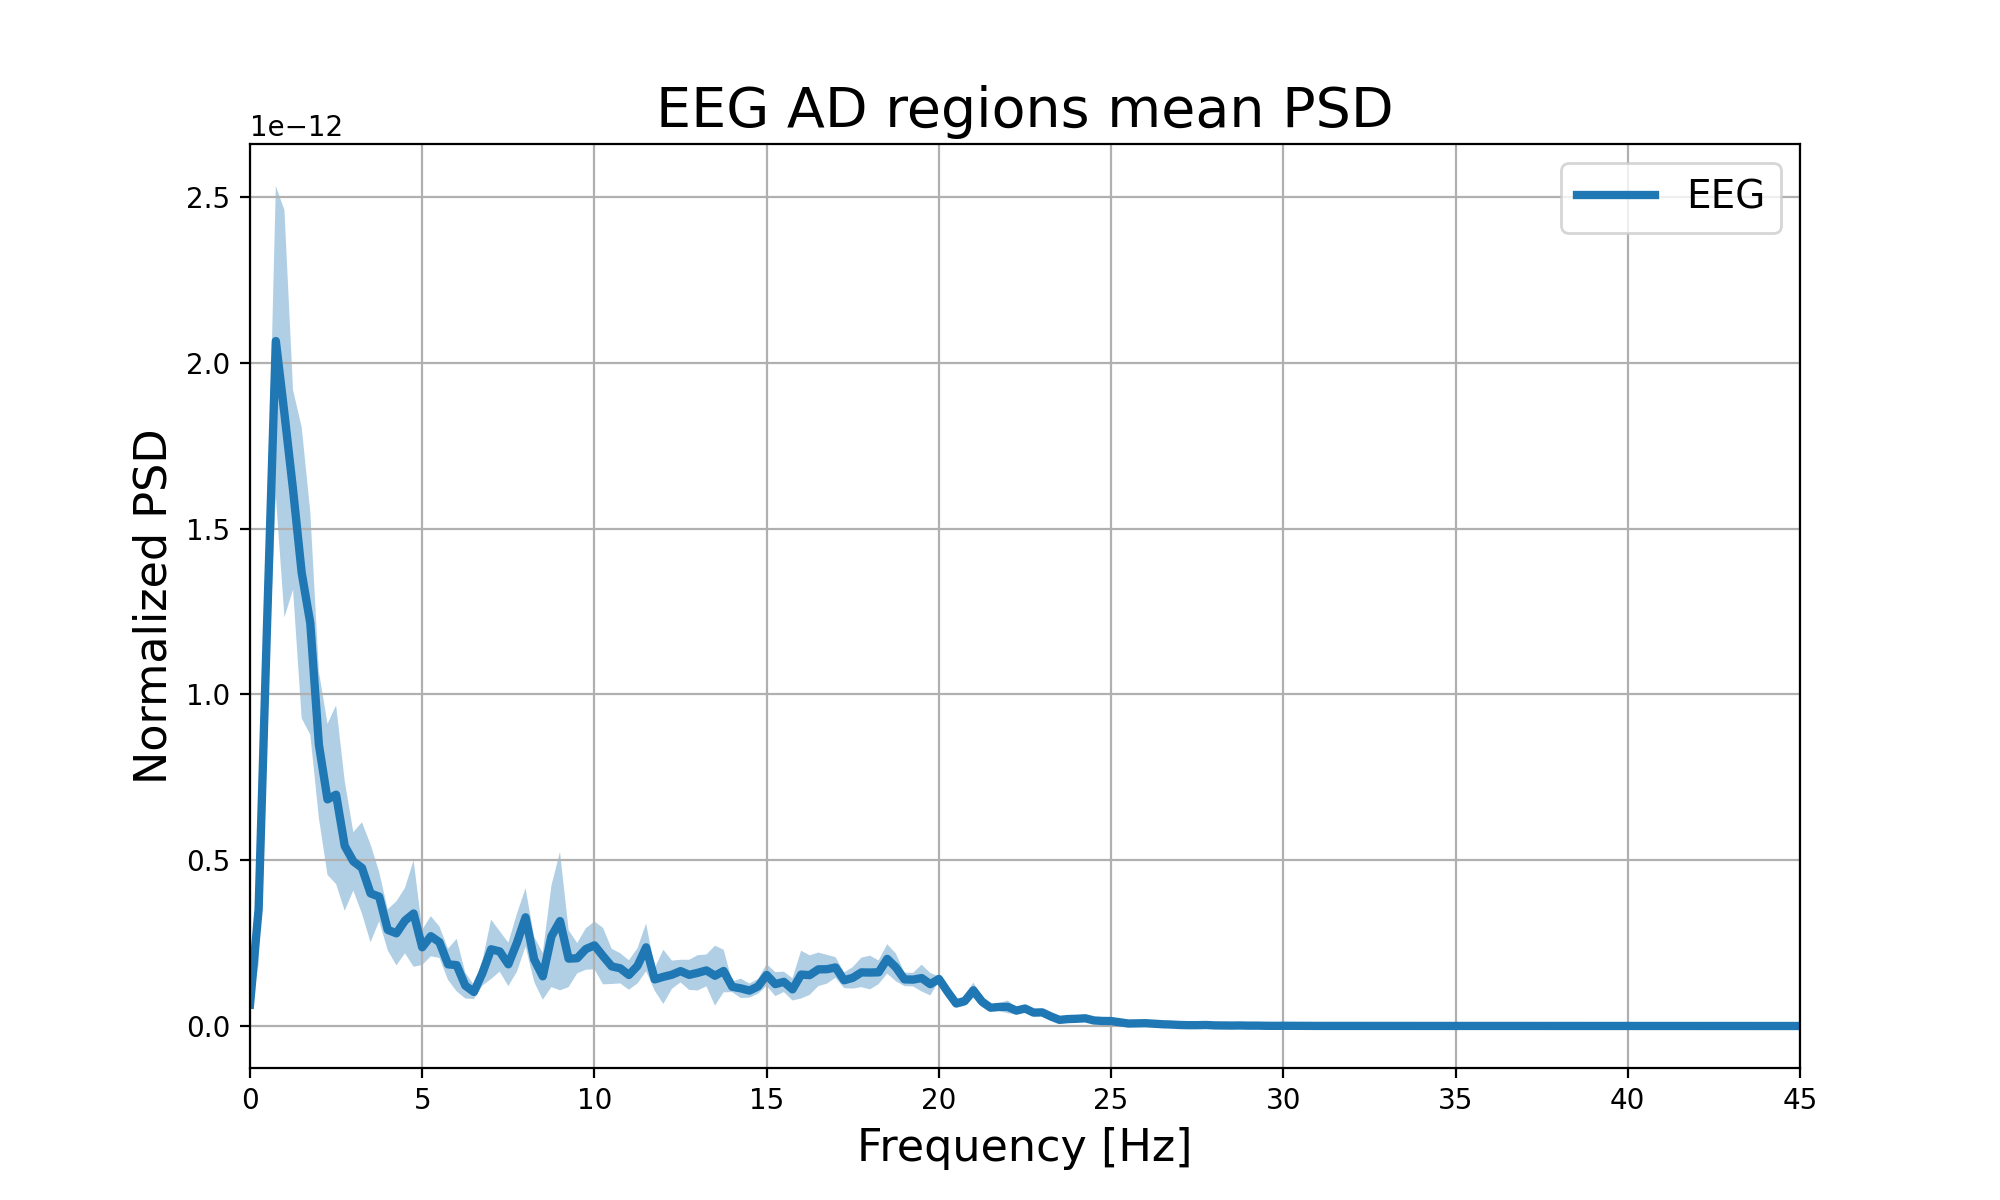 EEG AD regions mean PSD
1e−12
EEG
2.5
2.0
1.5
1.0
0.5
0.0
Normalized PSD
0 5 10 15 20 25 30 35 40 45
Frequency [Hz]